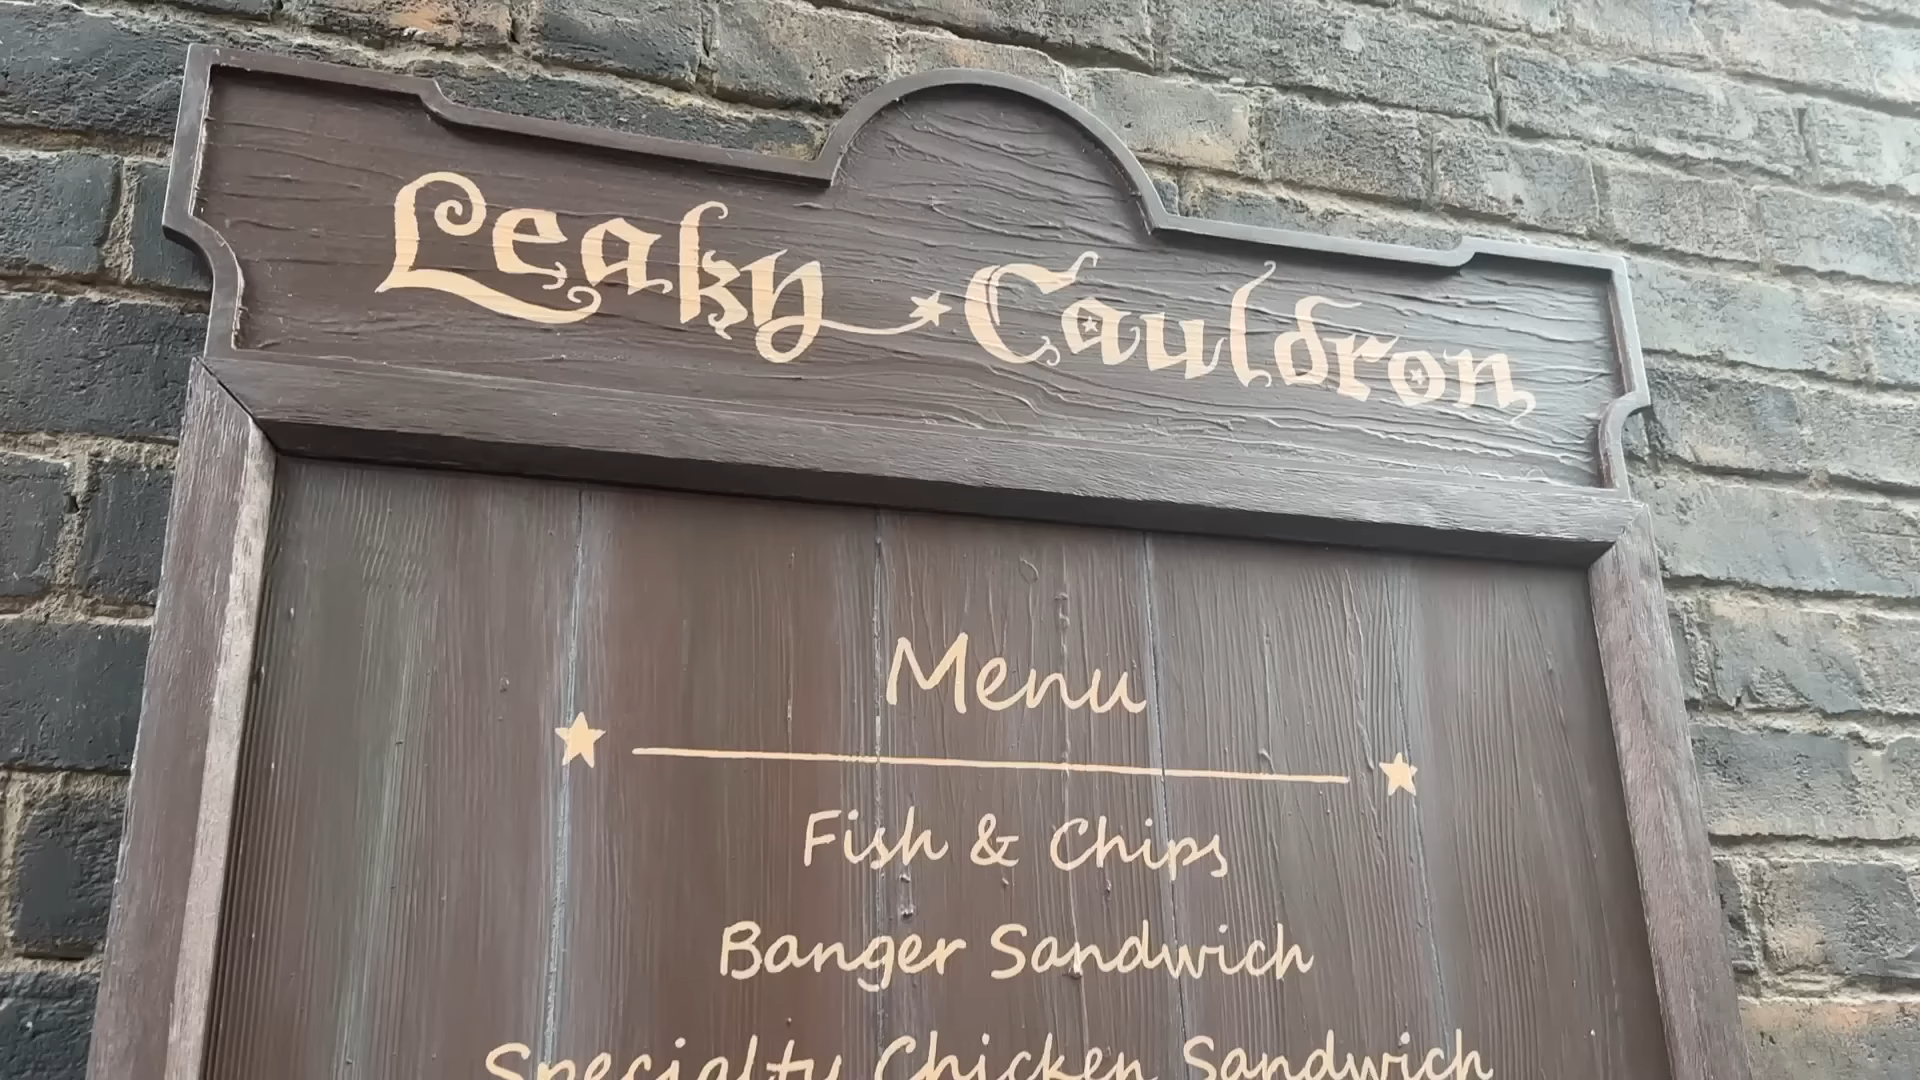 Leaky Cauldron
Menu
Fish & Chips
Banger Sandwich
Specialty Chicken Sandwich